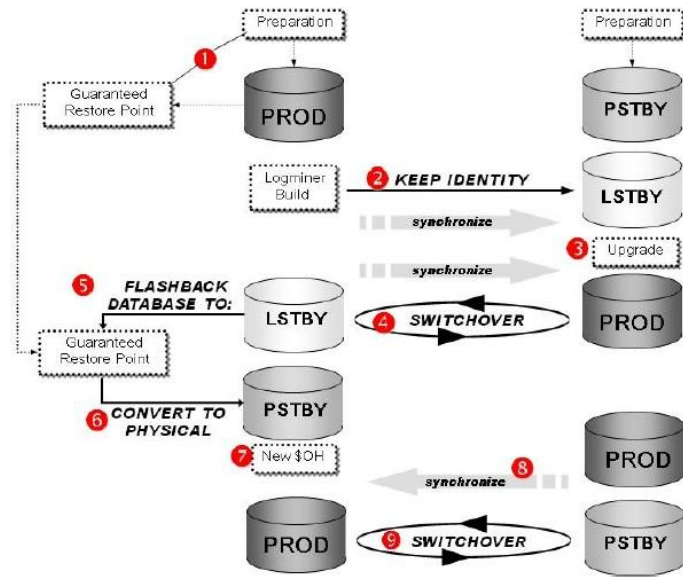 Preparation
Preparation
1
Guaranteed
Restore Point
PROD
PSTBY
Logminer
Build
2 KEEP IDENTITY
LSTBY
synchronize
3 Upgrade
synchronize
5 FLASHBACK
DATABASE TO:
LSTBY
4 SWITCHOVER
PROD
Guaranteed
Restore Point
PSTBY
6 CONVERT TO
PHYSICAL
7 New $OH
synchronize 8
PROD
PROD
9 SWITCHOVER
PSTBY